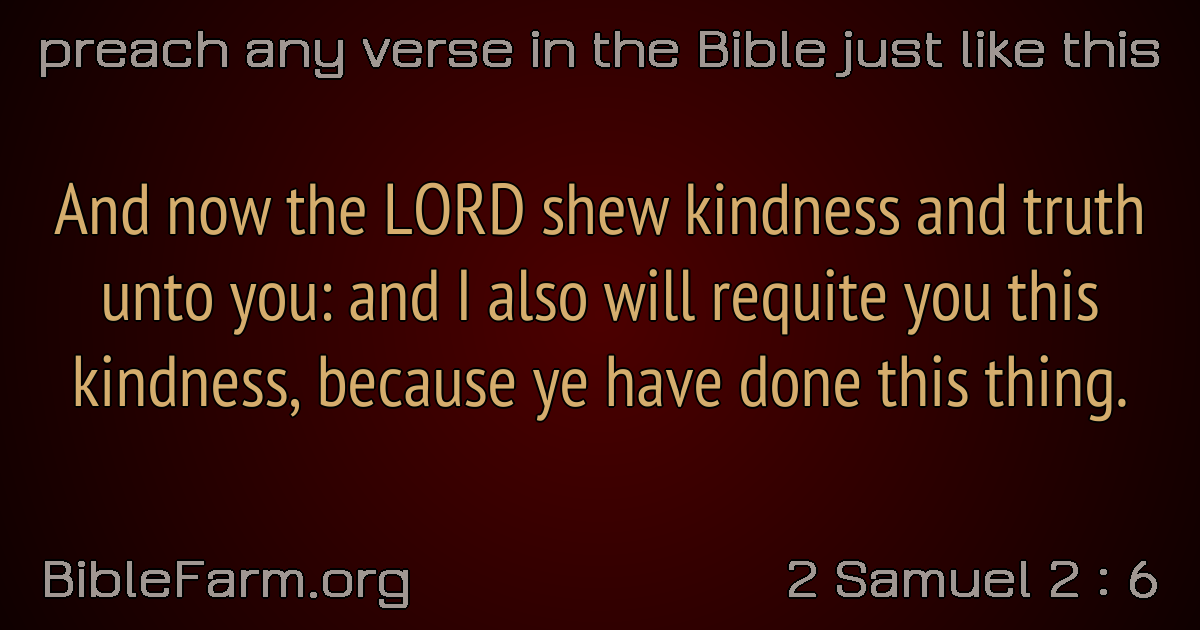 preach any verse in the Bible just like this
And now the LORD shew kindness and truth
unto you: and I also will requite you this
kindness, because ye have done this thing.
BibleFarm.org
2 Samuel 2 : 6